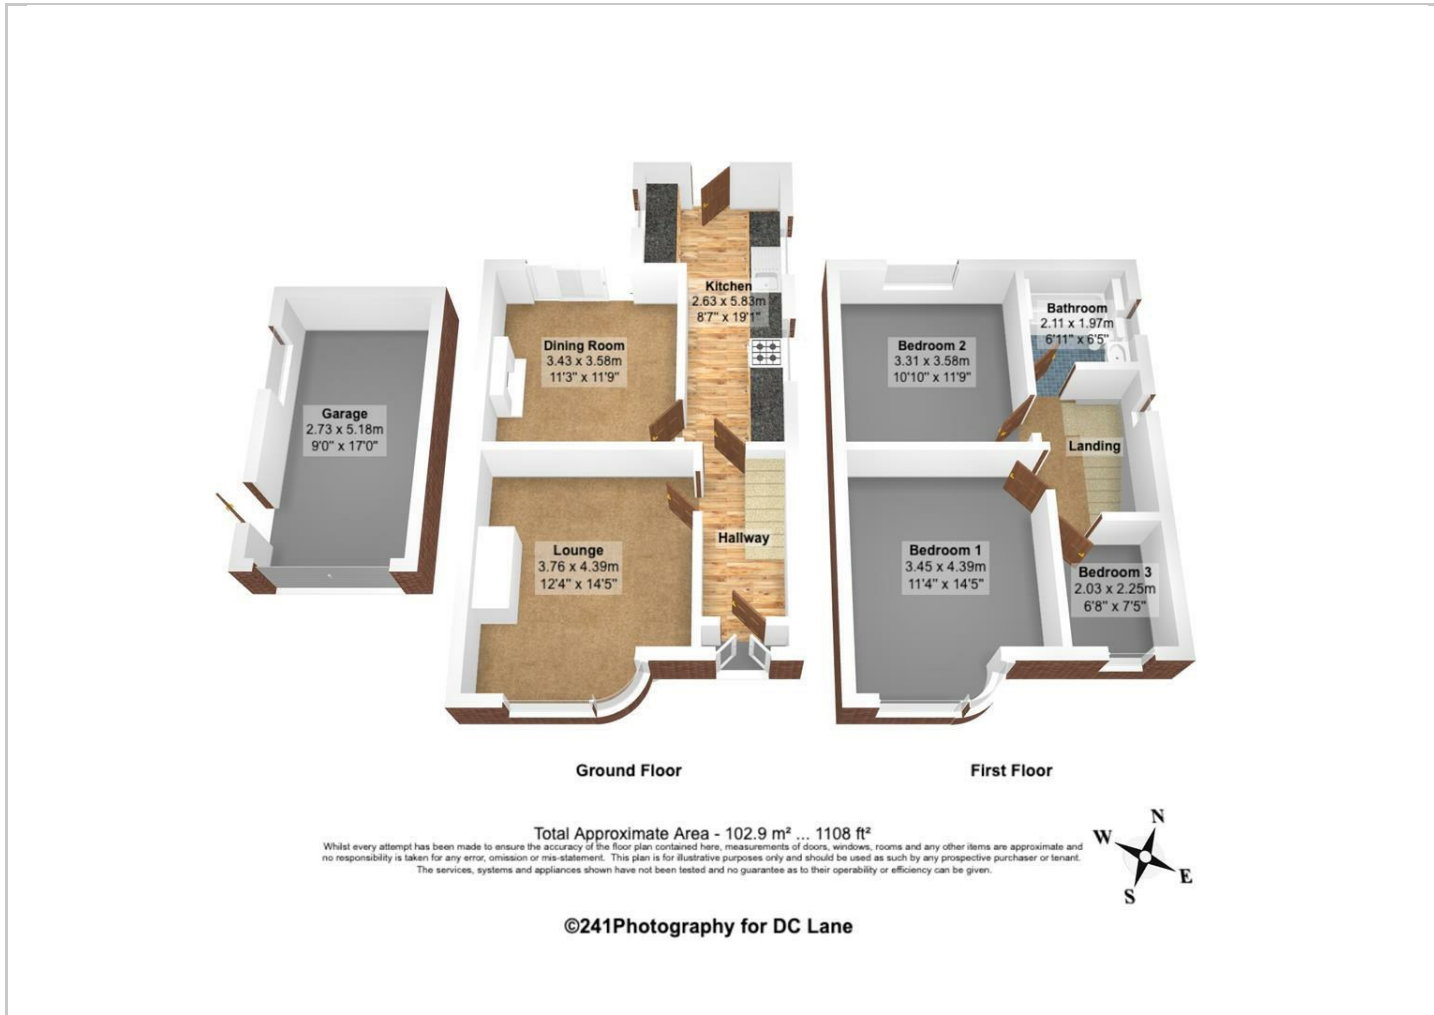 Kitchen
2.63 x 5.83m
8'7" x 19'1"
Dining Room
3.43 x 3.58m
11'3" x 11'9"
Garage
2.73 x 5.18m
9'0" x 17'0"
Lounge
3.76 x 4.39m
12'4" x 14'5"
Hallway
Bathroom
2.11 x 1.97m
6'11" x 6'5"
Bedroom 2
3.31 x 3.58m
10'10" x 11'9"
Landing
Bedroom 1
3.45 x 4.39m
11'4" x 14'5"
Bedroom 3
2.03 x 2.25m
6'8" x 7'5"
Ground Floor
First Floor
Total Approximate Area - 102.9 m² ... 1108 ft²
Whilst every attempt has been made to ensure the accuracy of the floor plan contained here, measurements of doors, windows, rooms and any other items are approximate and
no responsibility is taken for any error, omission or mis-statement. This plan is for illustrative purposes only and should be used as such by any prospective purchaser or tenant.
The services, systems and appliances shown have not been tested and no guarantee as to their operability or efficiency can be given.
N
W
E
S
©241Photography for DC Lane